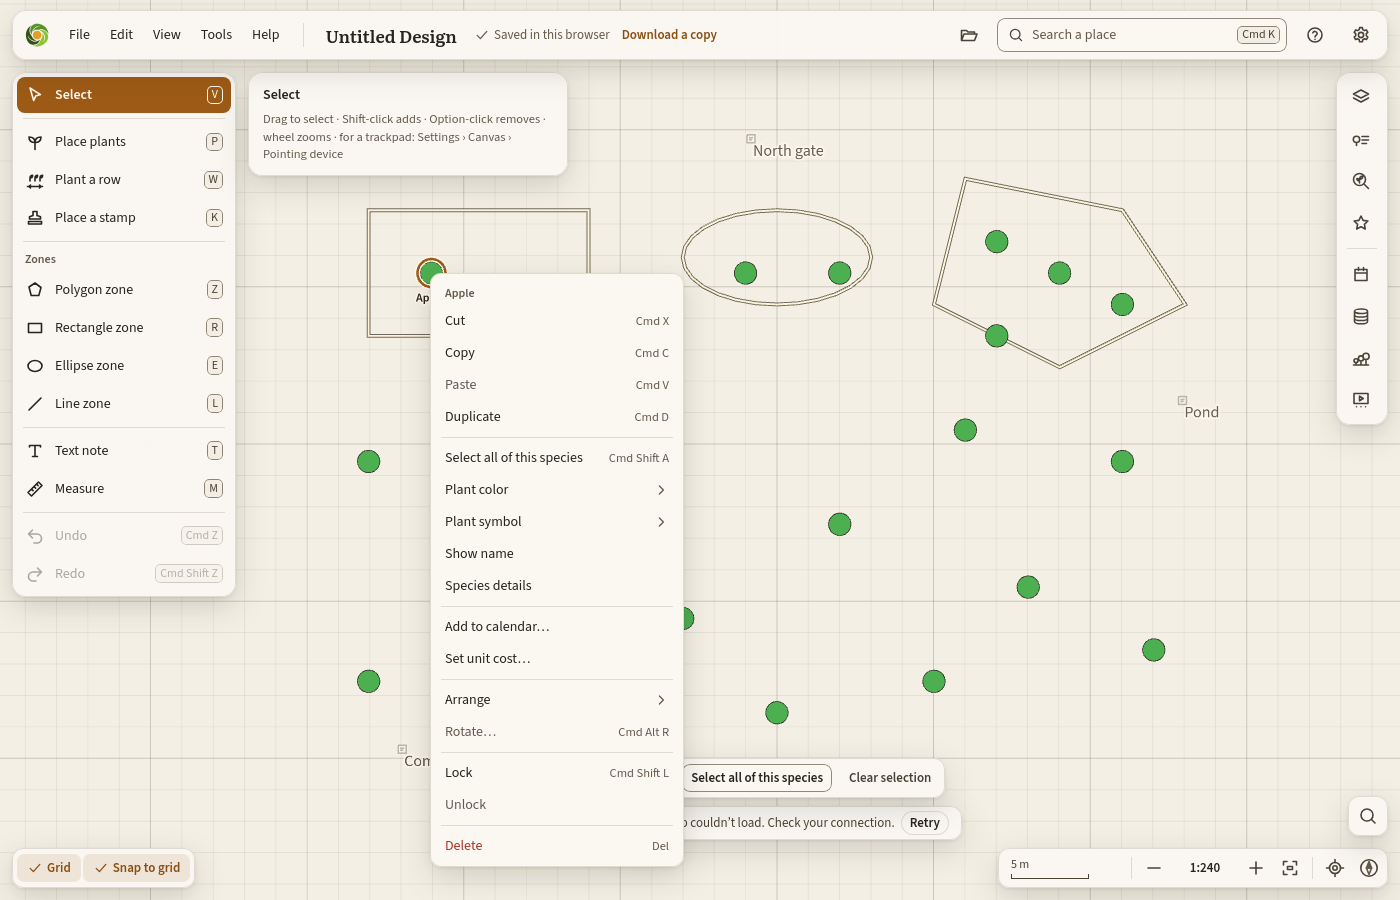 File Edit View Tools Help
Untitled Design
Saved in this browser
Download a copy
Search a place
Cmd K
Select V
Place plants P
Plant a row W
Place a stamp K
Zones
Polygon zone Z
Rectangle zone R
Ellipse zone E
Line zone L
Text note T
Measure M
Undo Cmd Z
Redo Cmd Shift Z
Select
Drag to select · Shift-click adds · Option-click removes ·
wheel zooms · for a trackpad: Settings › Canvas ›
Pointing device
North gate
Pond
Apple
Cut Cmd X
Copy Cmd C
Paste Cmd V
Duplicate Cmd D
Select all of this species Cmd Shift A
Plant color
Plant symbol
Show name
Species details
Add to calendar…
Set unit cost…
Arrange
Rotate… Cmd Alt R
Lock Cmd Shift L
Unlock
Delete Del
Select all of this species
Clear selection
couldn't load. Check your connection.
Retry
Grid
Snap to grid
5 m
1:240